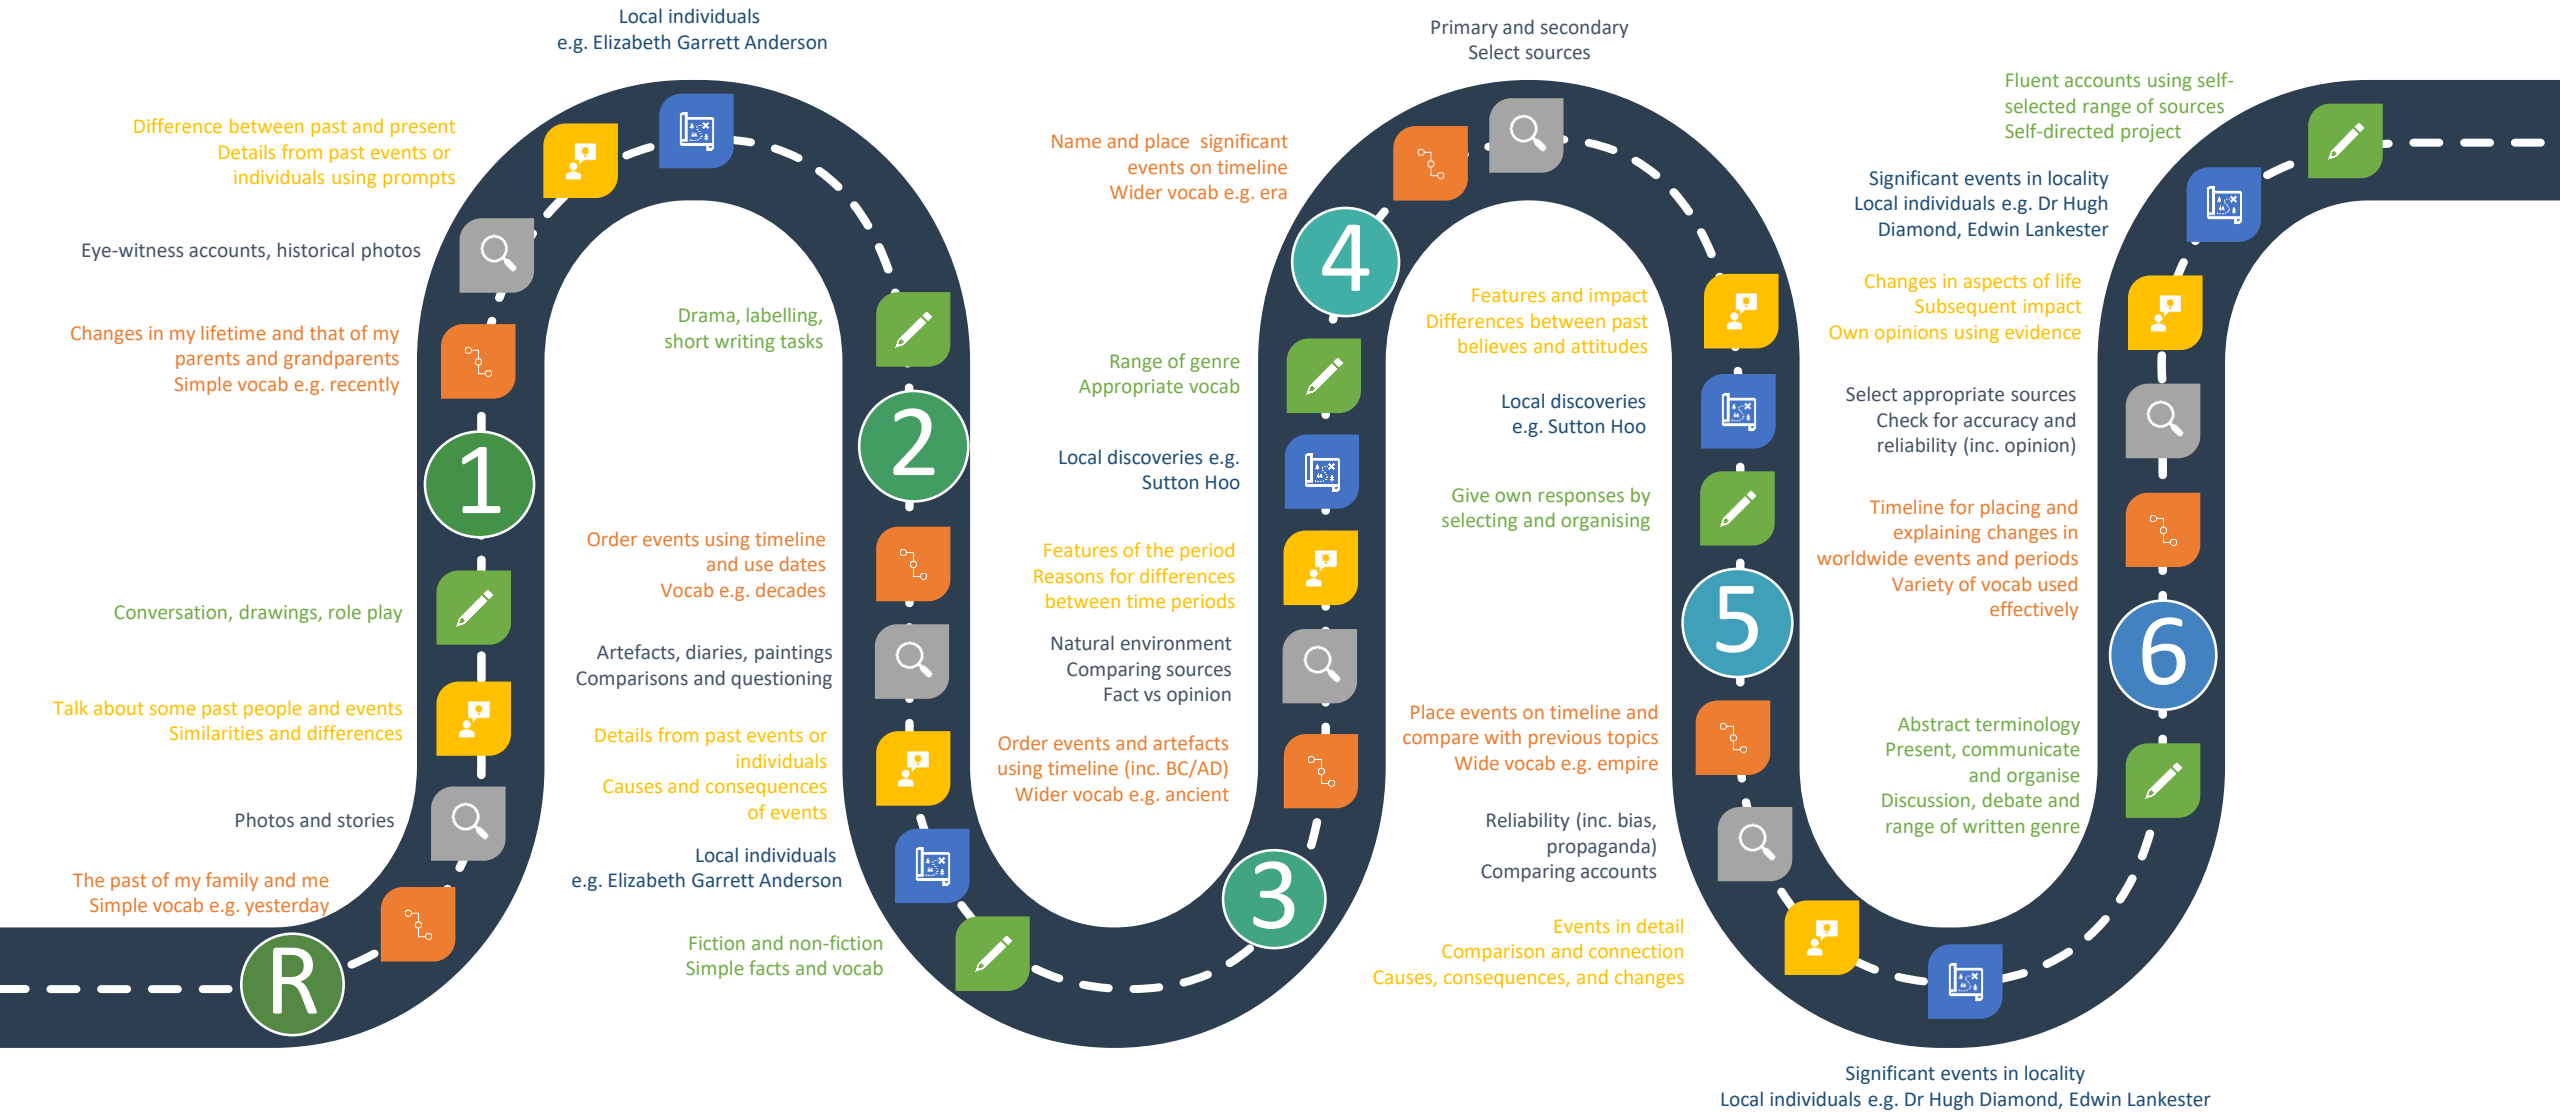 R
The past of my family and me
Simple vocab e.g. yesterday
Photos and stories
Talk about some past people and events
Similarities and differences
Conversation, drawings, role play
1
Changes in my lifetime and that of my
parents and grandparents
Simple vocab e.g. recently
Eye-witness accounts, historical photos
Difference between past and present
Details from past events or
individuals using prompts
Local individuals
e.g. Elizabeth Garrett Anderson
Drama, labelling,
short writing tasks
2
Order events using timeline
and use dates
Vocab e.g. decades
Artefacts, diaries, paintings
Comparisons and questioning
Details from past events or
individuals
Causes and consequences
of events
Local individuals
e.g. Elizabeth Garrett Anderson
Fiction and non-fiction
Simple facts and vocab
3
Order events and artefacts
using timeline (inc. BC/AD)
Wider vocab e.g. ancient
Natural environment
Comparing sources
Fact vs opinion
Features of the period
Reasons for differences
between time periods
Local discoveries e.g.
Sutton Hoo
Range of genre
Appropriate vocab
4
Name and place significant
events on timeline
Wider vocab e.g. era
Primary and secondary
Select sources
Features and impact
Differences between past
believes and attitudes
Local discoveries
e.g. Sutton Hoo
Give own responses by
selecting and organising
5
Place events on timeline and
compare with previous topics
Wide vocab e.g. empire
Reliability (inc. bias,
propaganda)
Comparing accounts
Events in detail
Comparison and connection
Causes, consequences, and changes
Significant events in locality
Local individuals e.g. Dr Hugh Diamond, Edwin Lankester
Abstract terminology
Present, communicate
and organise
Discussion, debate and
range of written genre
6
Timeline for placing and
explaining changes in
worldwide events and periods
Variety of vocab used
effectively
Select appropriate sources
Check for accuracy and
reliability (inc. opinion)
Changes in aspects of life
Subsequent impact
Own opinions using evidence
Significant events in locality
Local individuals e.g. Dr Hugh
Diamond, Edwin Lankester
Fluent accounts using self-
selected range of sources
Self-directed project